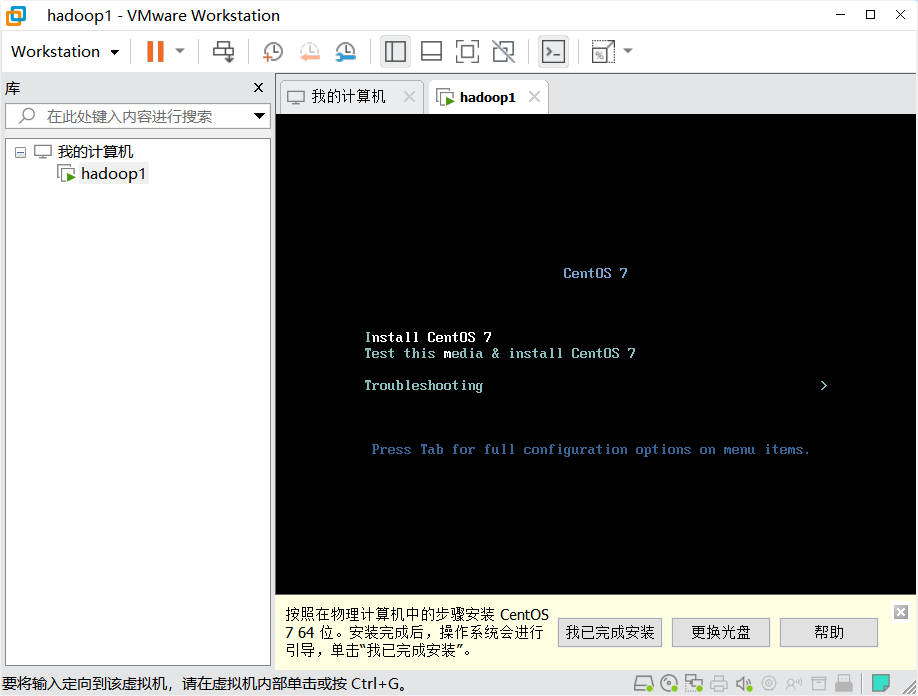 hadoop1 - VMware Workstation
Workstation
库
在此处键入内容进行搜索
我的计算机
hadoop1
我的计算机
hadoop1
CentOS 7
Install CentOS 7
Test this media & install CentOS 7
Troubleshooting >
Press Tab for full configuration options on menu items.
按照在物理计算机中的步骤安装 CentOS
7 64 位。安装完成后，操作系统会进行
引导，单击“我已完成安装”。
我已完成安装
更换光盘
帮助
要将输入定向到该虚拟机，请在虚拟机内部单击或按 Ctrl+G。